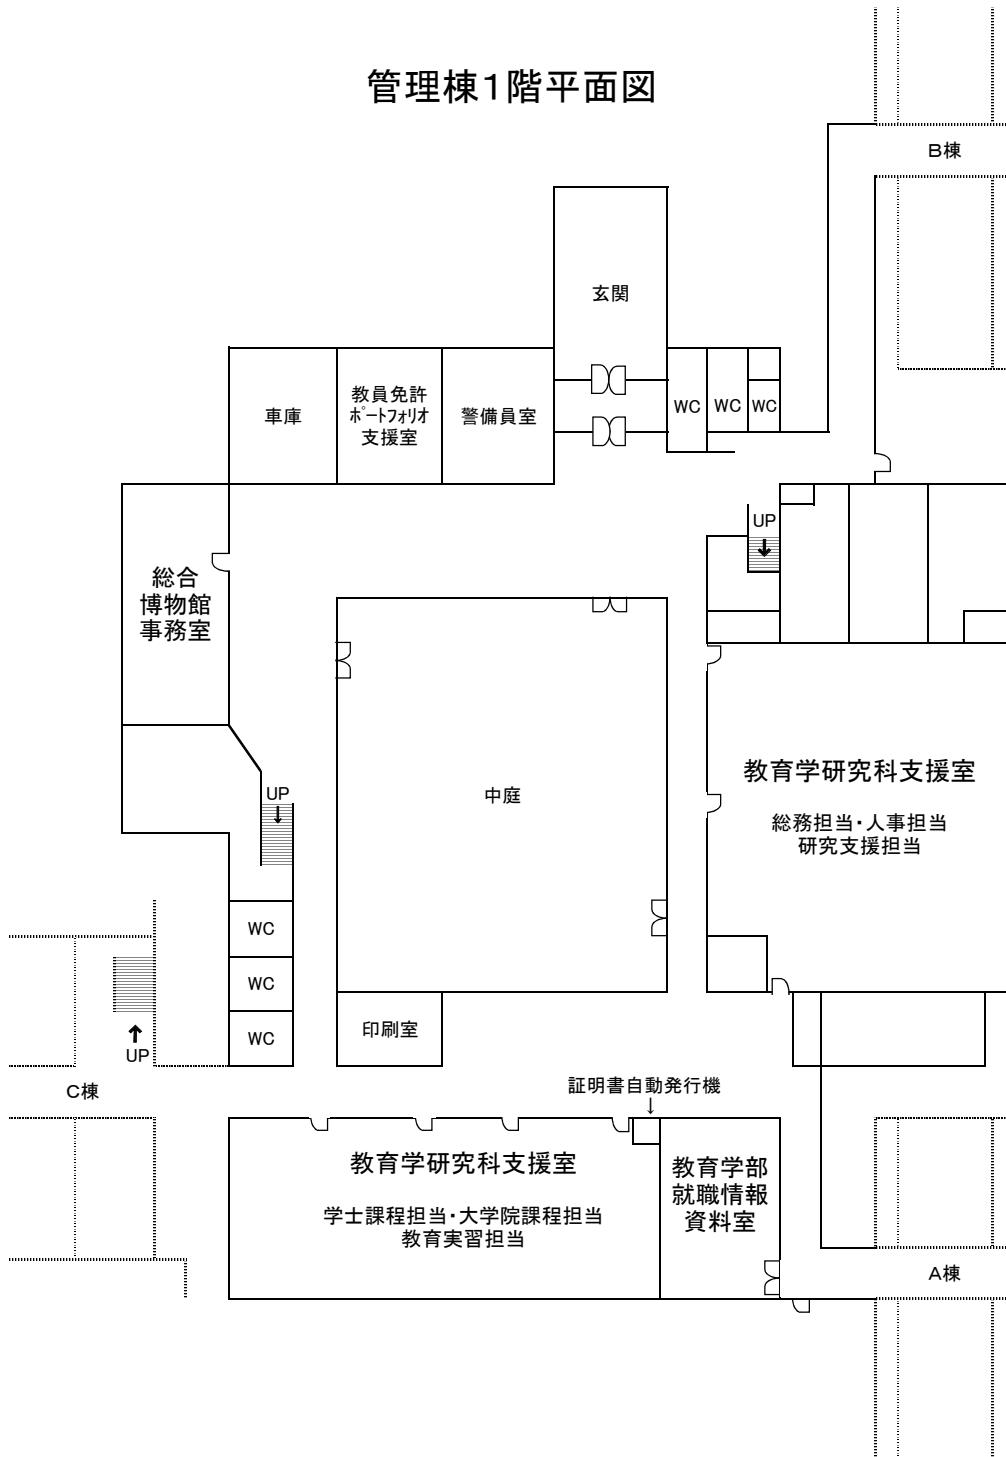 管理棟1階平面図
B棟
玄関
車庫
教員免許
ポートフォリオ
支援室
警備員室
WC
WC
WC
UP
↓
総合
博物館
事務室
中庭
教育学研究科支援室
総務担当・人事担当
研究支援担当
UP
↓
WC
WC
WC
↑
UP
C棟
印刷室
証明書自動発行機
↓
教育学研究科支援室
学士課程担当・大学院課程担当
教育実習担当
教育学部
就職情報
資料室
A棟